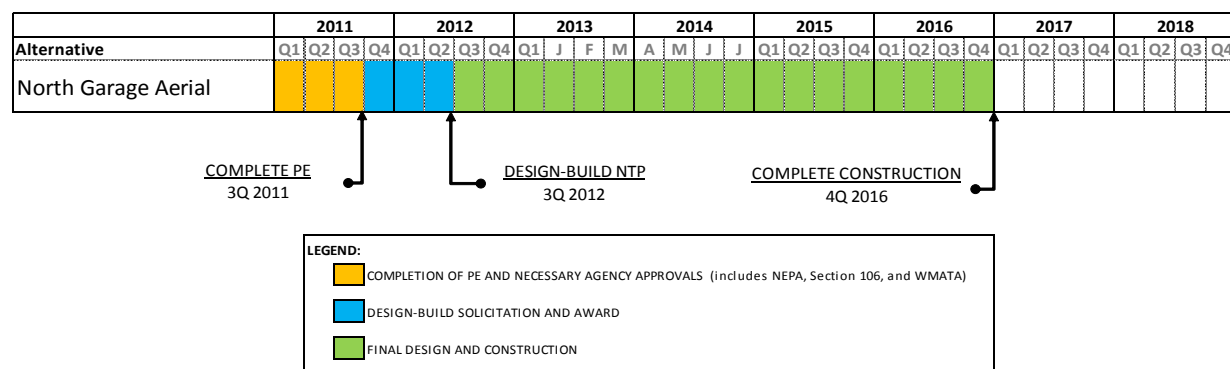 2011 2012 2013 2014 2015 2016 2017 2018
Alternative Q1 Q2 Q3 Q4 Q1 Q2 Q3 Q4 Q1 J F M A M J J Q1 Q2 Q3 Q4 Q1 Q2 Q3 Q4 Q1 Q2 Q3 Q4 Q1 Q2 Q3 Q4
North Garage Aerial
COMPLETE PE
3Q 2011
DESIGN-BUILD NTP
3Q 2012
COMPLETE CONSTRUCTION
4Q 2016
LEGEND:
COMPLETION OF PE AND NECESSARY AGENCY APPROVALS (includes NEPA, Section 106, and WMATA)
DESIGN-BUILD SOLICITATION AND AWARD
FINAL DESIGN AND CONSTRUCTION